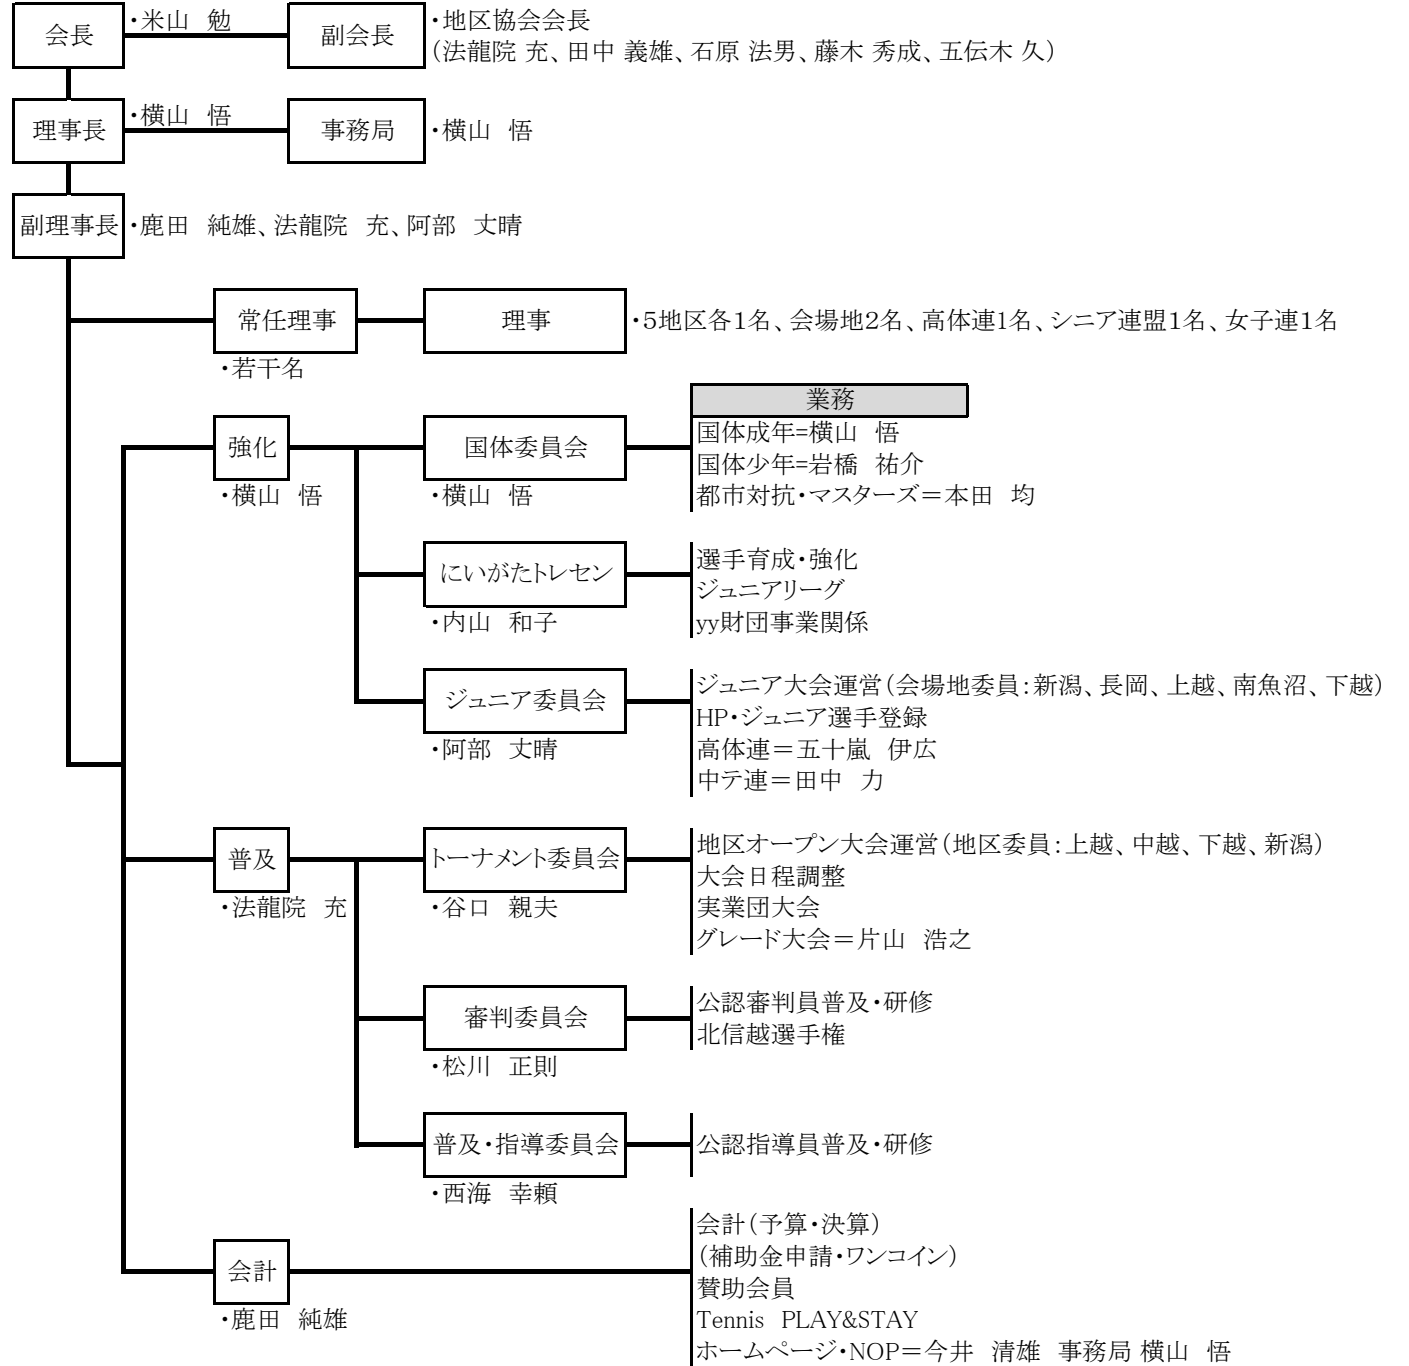 会長
・米山　勉
副会長
・地区協会会長
（法龍院 充、田中 義雄、石原 法男、藤木 秀成、五伝木 久）
理事長
・横山　悟
事務局
・横山　悟
副理事長
・鹿田　純雄、法龍院　充、阿部　丈晴
常任理事
・若干名
理事
・5地区各1名、会場地2名、高体連1名、シニア連盟1名、女子連1名
業務
強化
・横山　悟
国体委員会
・横山　悟
国体成年=横山　悟
国体少年=岩橋　祐介
都市対抗・マスターズ＝本田　均
にいがたトレセン
・内山　和子
選手育成・強化
ジュニアリーグ
yy財団事業関係
ジュニア委員会
・阿部　丈晴
ジュニア大会運営（会場地委員：新潟、長岡、上越、南魚沼、下越）
HP・ジュニア選手登録
高体連＝五十嵐　伊広
中テ連＝田中　力
普及
・法龍院　充
トーナメント委員会
・谷口　親夫
地区オープン大会運営（地区委員：上越、中越、下越、新潟）
大会日程調整
実業団大会
グレード大会＝片山　浩之
審判委員会
・松川　正則
公認審判員普及・研修
北信越選手権
普及・指導委員会
・西海　幸頼
公認指導員普及・研修
会計
・鹿田　純雄
会計（予算・決算）
（補助金申請・ワンコイン）
賛助会員
Tennis　PLAY&STAY
ホームページ・NOP＝今井　清雄　事務局 横山　悟